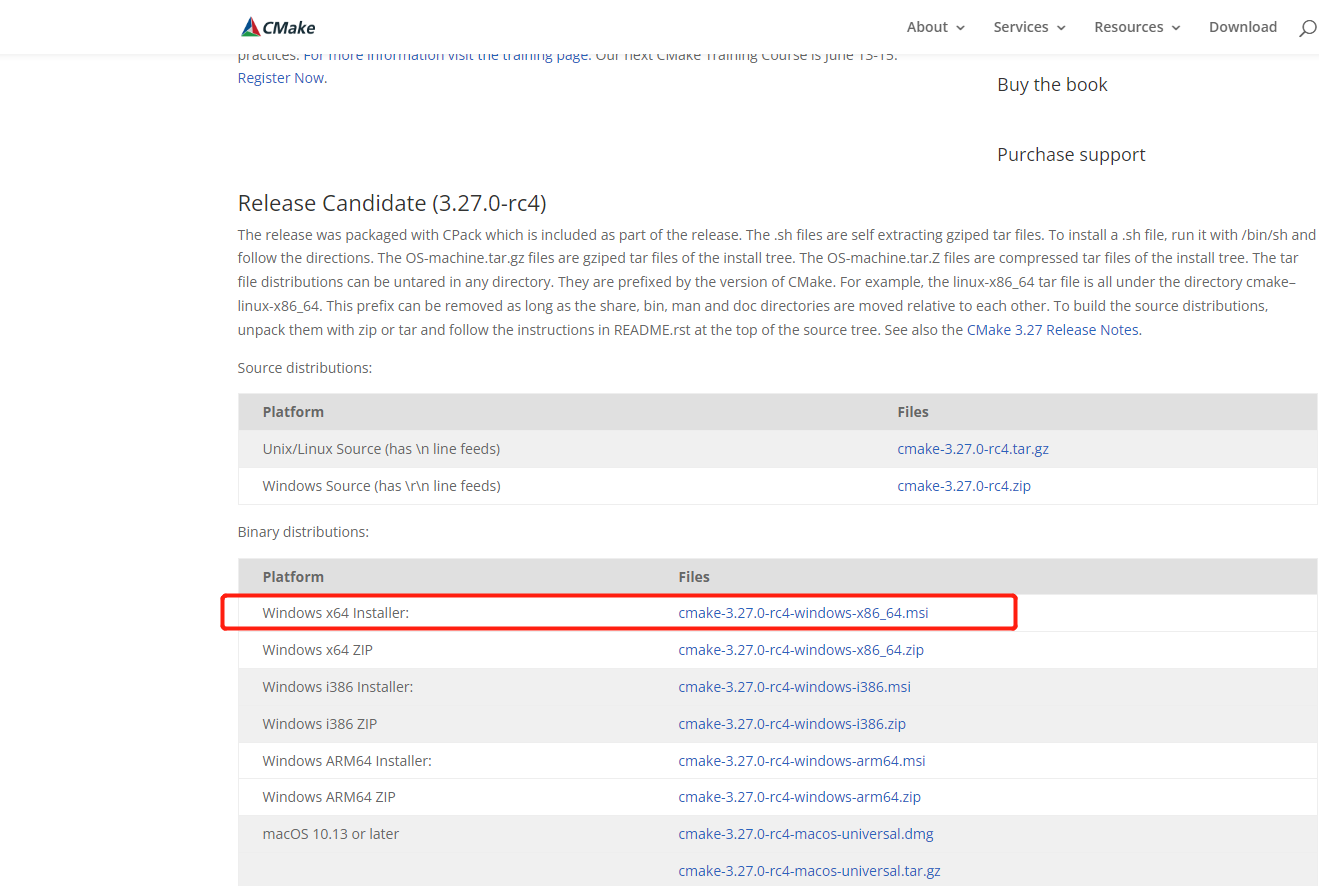 CMake
About
Services
Resources
Download
practices. For more information visit the training page. Our next CMake Training Course is June 13-15.
Register Now.
Buy the book
Purchase support
Release Candidate (3.27.0-rc4)
The release was packaged with CPack which is included as part of the release. The .sh files are self extracting gziped tar files. To install a .sh file, run it with /bin/sh and
follow the directions. The OS-machine.tar.gz files are gziped tar files of the install tree. The OS-machine.tar.Z files are compressed tar files of the install tree. The tar
file distributions can be untared in any directory. They are prefixed by the version of CMake. For example, the linux-x86_64 tar file is all under the directory cmake–
linux-x86_64. This prefix can be removed as long as the share, bin, man and doc directories are moved relative to each other. To build the source distributions,
unpack them with zip or tar and follow the instructions in README.rst at the top of the source tree. See also the CMake 3.27 Release Notes.
Source distributions:
Platform Files
Unix/Linux Source (has \n line feeds) cmake-3.27.0-rc4.tar.gz
Windows Source (has \r\n line feeds) cmake-3.27.0-rc4.zip
Binary distributions:
Platform Files
Windows x64 Installer: cmake-3.27.0-rc4-windows-x86_64.msi
Windows x64 ZIP cmake-3.27.0-rc4-windows-x86_64.zip
Windows i386 Installer: cmake-3.27.0-rc4-windows-i386.msi
Windows i386 ZIP cmake-3.27.0-rc4-windows-i386.zip
Windows ARM64 Installer: cmake-3.27.0-rc4-windows-arm64.msi
Windows ARM64 ZIP cmake-3.27.0-rc4-windows-arm64.zip
macOS 10.13 or later cmake-3.27.0-rc4-macos-universal.dmg
cmake-3.27.0-rc4-macos-universal.tar.gz